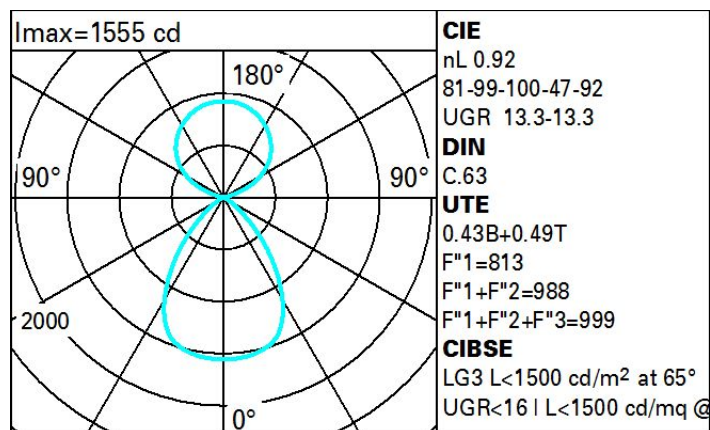 Imax=1555 cd
180°
90°
90°
2000
0°
CIE
nL 0.92
81-99-100-47-92
UGR 13.3-13.3
DIN
C.63
UTE
0.43B+0.49T
F"1=813
F"1+F"2=988
F"1+F"2+F"3=999
CIBSE
LG3 L<1500 cd/m² at 65°
UGR<16 | L<1500 cd/mq @